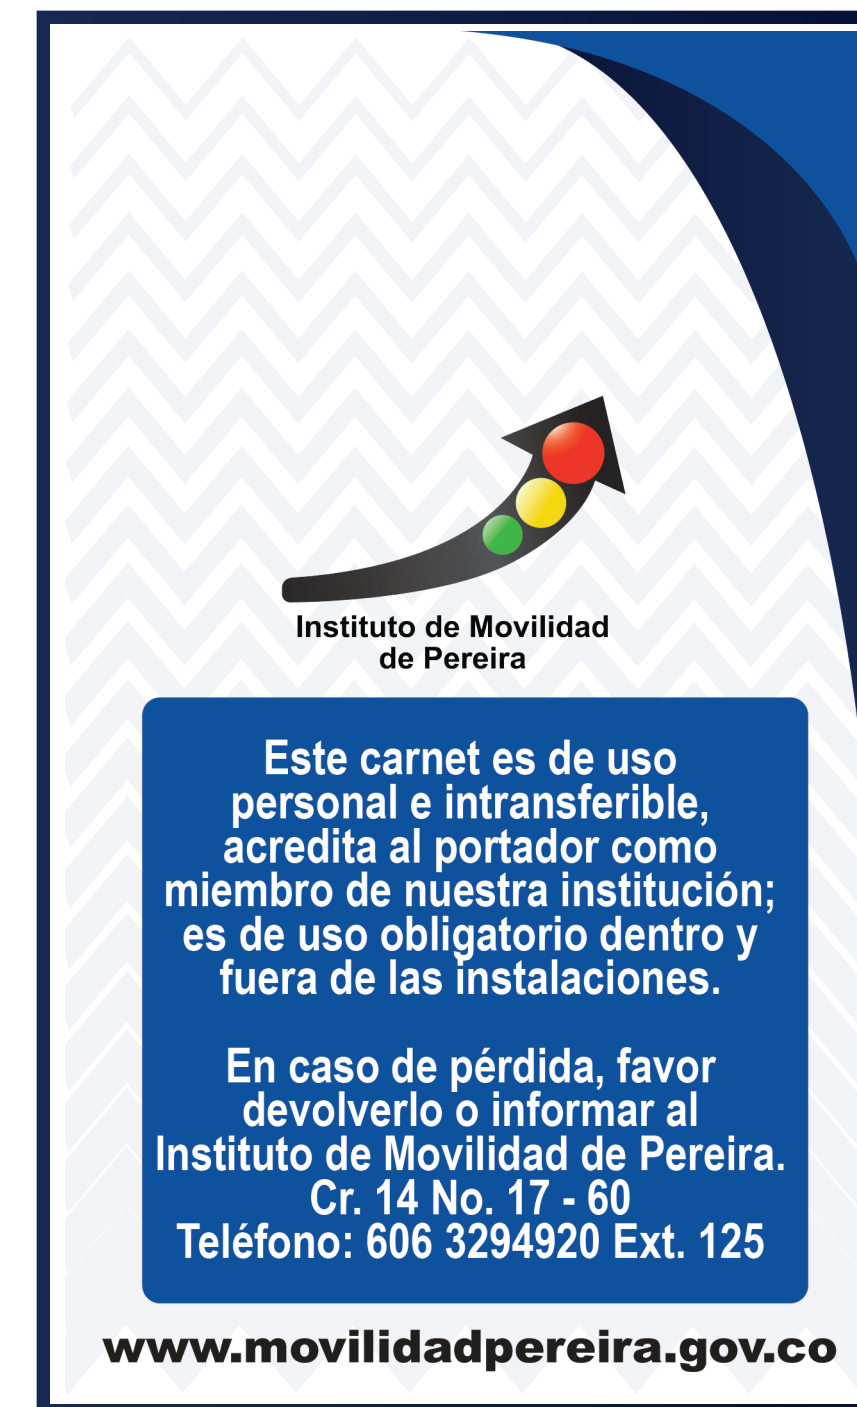 Instituto de Movilidad
de Pereira
Este carnet es de uso
personal e intransferible,
acredita al portador como
miembro de nuestra institución;
es de uso obligatorio dentro y
fuera de las instalaciones.
En caso de pérdida, favor
devolverlo o informar al
Instituto de Movilidad de Pereira.
Cr. 14 No. 17 - 60
Teléfono: 606 3294920 Ext. 125
www.movilidadpereira.gov.co